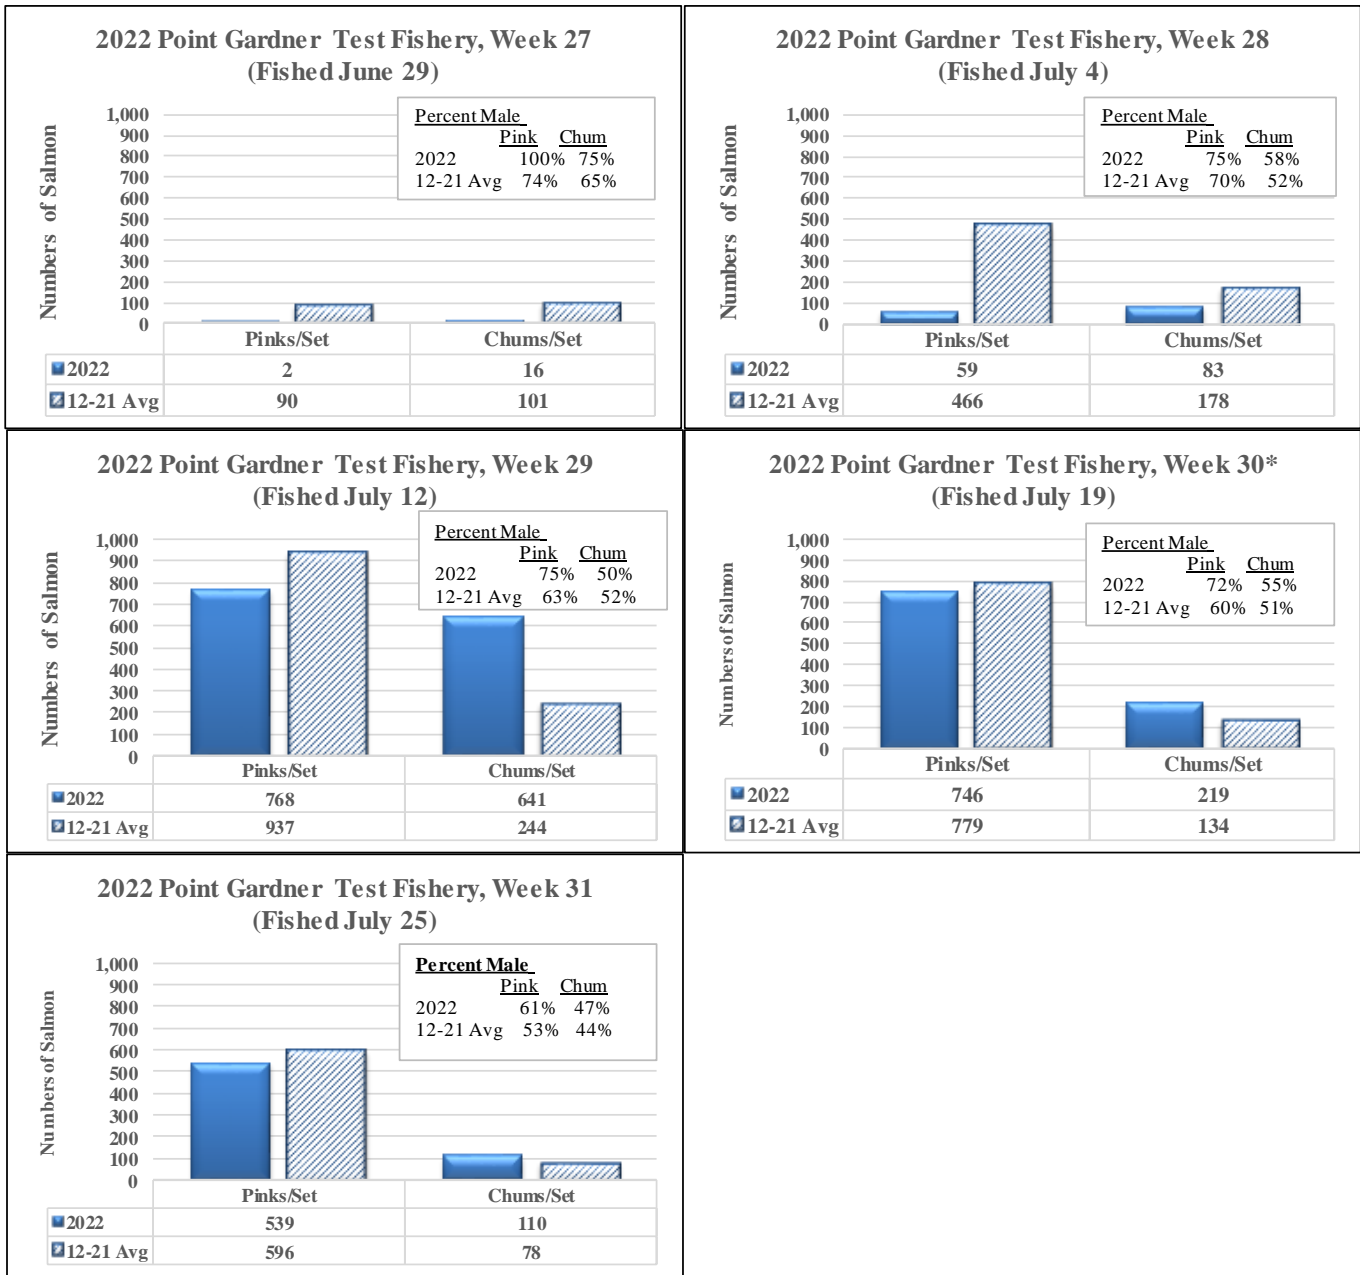 2022 Point Gardner Test Fishery, Week 27
(Fished June 29)
Numbers of Salmon
1,000
900
800
700
600
500
400
300
200
100
0
Percent Male
Pink Chum
2022 100% 75%
12-21 Avg 74% 65%
Pinks/Set Chums/Set
2022 2 16
12-21 Avg 90 101
2022 Point Gardner Test Fishery, Week 28
(Fished July 4)
Numbers of Salmon
1,000
900
800
700
600
500
400
300
200
100
0
Percent Male
Pink Chum
2022 75% 58%
12-21 Avg 70% 52%
Pinks/Set Chums/Set
2022 59 83
12-21 Avg 466 178
2022 Point Gardner Test Fishery, Week 29
(Fished July 12)
Numbers of Salmon
1,000
900
800
700
600
500
400
300
200
100
0
Percent Male
Pink Chum
2022 75% 50%
12-21 Avg 63% 52%
Pinks/Set Chums/Set
2022 768 641
12-21 Avg 937 244
2022 Point Gardner Test Fishery, Week 30*
(Fished July 19)
Numbers of Salmon
1,000
900
800
700
600
500
400
300
200
100
0
Percent Male
Pink Chum
2022 72% 55%
12-21 Avg 60% 51%
Pinks/Set Chums/Set
2022 746 219
12-21 Avg 779 134
2022 Point Gardner Test Fishery, Week 31
(Fished July 25)
Numbers of Salmon
1,000
900
800
700
600
500
400
300
200
100
0
Percent Male
Pink Chum
2022 61% 47%
12-21 Avg 53% 44%
Pinks/Set Chums/Set
2022 539 110
12-21 Avg 596 78